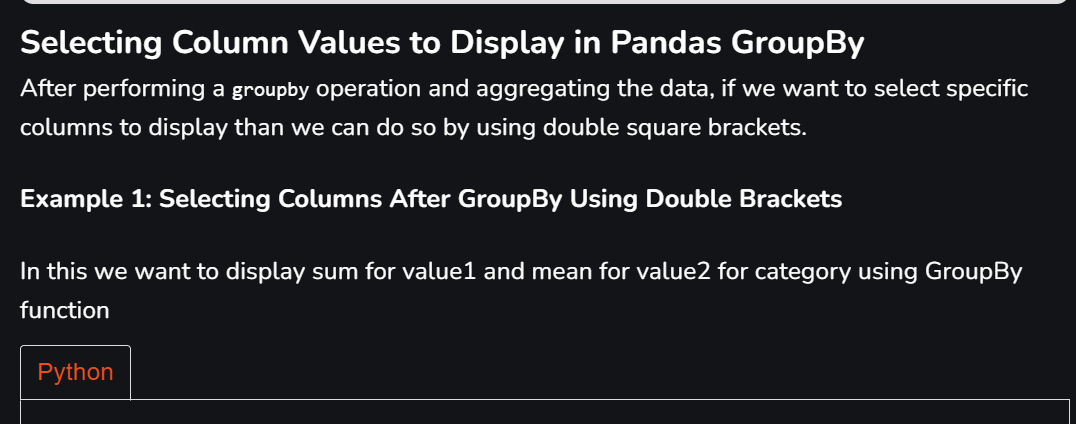 Selecting Column Values to Display in Pandas GroupBy
After performing a groupby operation and aggregating the data, if we want to select specific
columns to display than we can do so by using double square brackets.
Example 1: Selecting Columns After GroupBy Using Double Brackets
In this we want to display sum for value1 and mean for value2 for category using GroupBy
function
Python